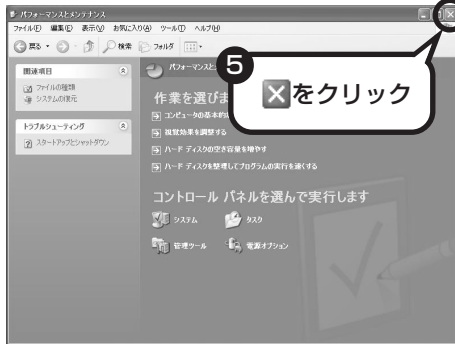 パフォーマンスとメンテナンス
ファイル(F) 編集(E) 表示(V) お気に入り(A) ツール(T) ヘルプ(H)
戻る 検索 フォルダ
関連項目
ファイルの種類
システムの復元
トラブルシューティング
スタートアップとシャットダウン
パフォーマンスと
5
×をクリック
作業を選びま
コンピュータの基本的
視覚効果を調整する
ハード ディスクの空き容量を増やす
ハード ディスクを整理してプログラムの実行を速くする
コントロール パネルを選んで実行します
システム タスク
管理ツール 電源オプション